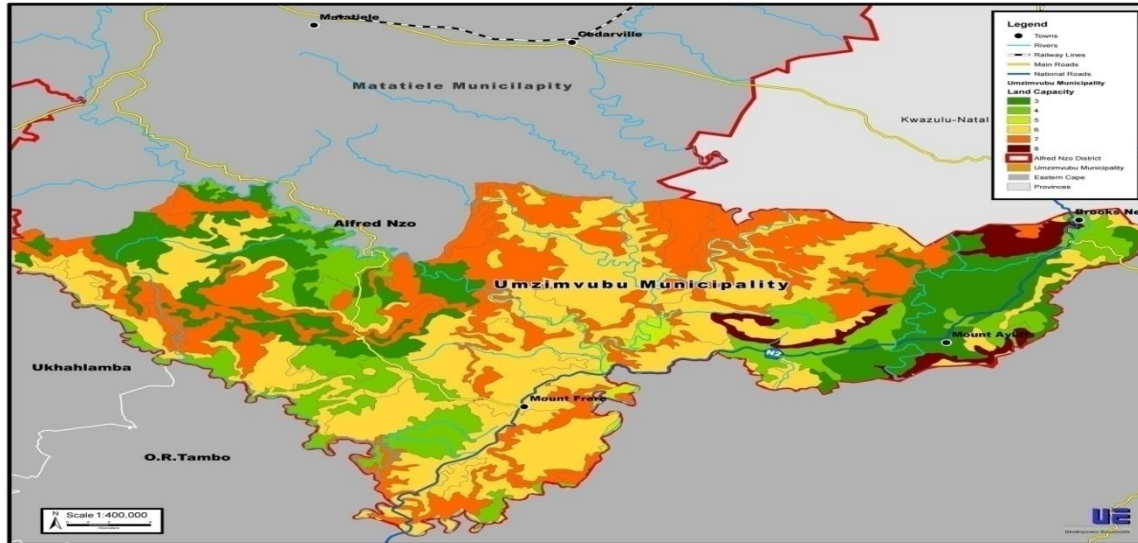 Matatiele
Cedarville
Matatiele Municilapity
Kwazulu-Natal
Legend
Towns
Rivers
Railway Lines
Main Roads
National Roads
Umzimvubu Municipality
Land Capacity
3
4
5
6
7
8
Alfred Nzo District
Umzimvubu Municipality
Eastern Cape
Provinces
Alfred Nzo
Brooks Ne
Umzimvubu Municipality
Ukhahlamba
N2
Mount Ayliff
Mount Frere
O.R.Tambo
N
Scale 1:400,000
Kilometers
UE